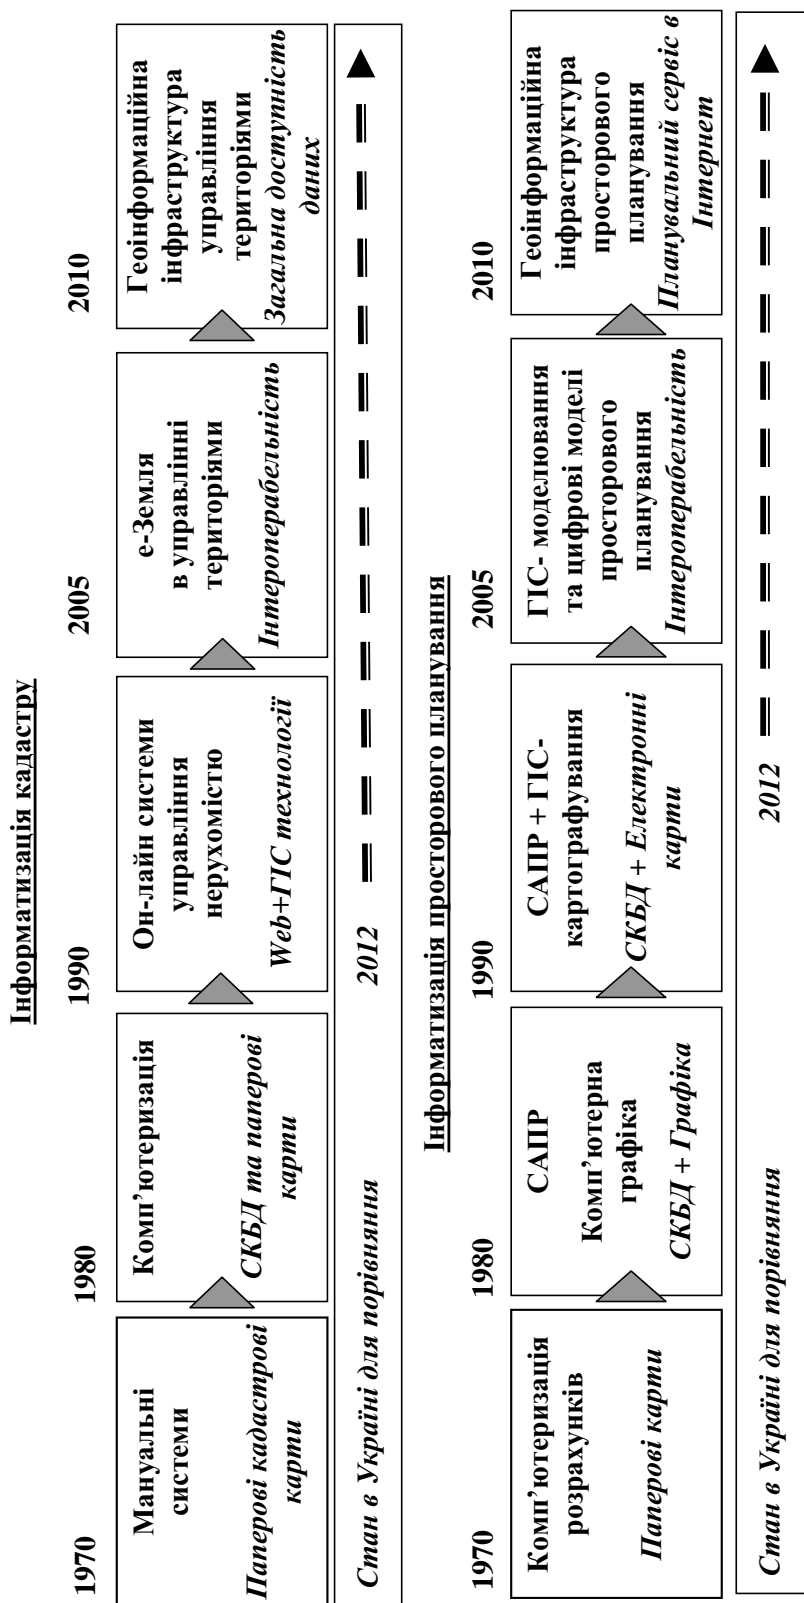 Інформатизація кадастру
1970
1980
1990
2005
2010
Мануальні
системи
Паперові кадастрові
карти
Комп’ютеризація
СКБД та паперові
карти
Он-лайн системи
управління
нерухомістю
Web+ГІС технології
е-Земля
в управлінні
територіями
Інтероперабельність
Геоінформаційна
інфраструктура
управління
територіями
Загальна доступність
даних
Стан в Україні для порівняння
2012
Інформатизація просторового планування
1970
1980
1990
2005
2010
Комп’ютеризація
розрахунків
Паперові карти
САПР
Комп’ютерна
графіка
СКБД + Графіка
САПР + ГІС-
картографування
СКБД + Електронні
карти
ГІС- моделювання
та цифрові моделі
просторового
планування
Інтероперабельність
Геоінформаційна
інфраструктура
просторового
планування
Планувальний сервіс в
Інтернет
Стан в Україні для порівняння
2012